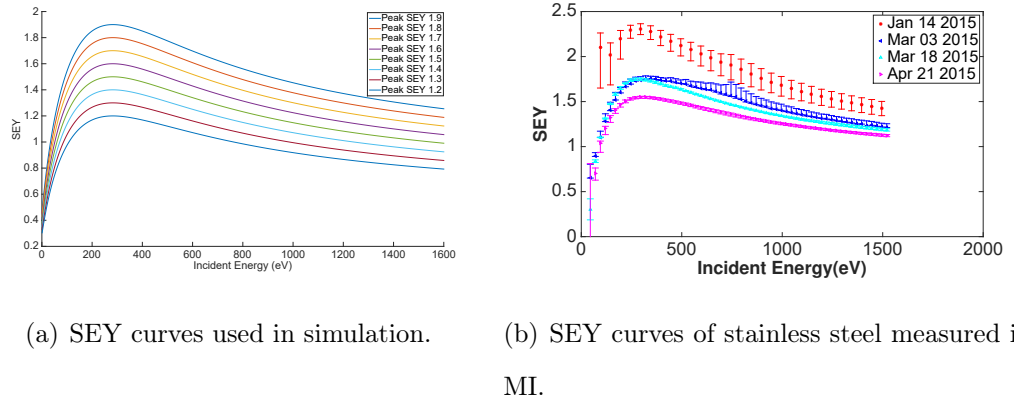 2
1.8
1.6
1.4
1.2
1
0.8
0.6
0.4
0.2
SEY
0 200 400 600 800 1000 1200 1400 1600
Incident Energy (eV)
Peak SEY 1.9
Peak SEY 1.8
Peak SEY 1.7
Peak SEY 1.6
Peak SEY 1.5
Peak SEY 1.4
Peak SEY 1.3
Peak SEY 1.2
2.5
2
1.5
1
0.5
0
SEY
0 500 1000 1500 2000
Incident Energy(eV)
Jan 14 2015
Mar 03 2015
Mar 18 2015
Apr 21 2015
(a) SEY curves used in simulation.
(b) SEY curves of stainless steel measured i
MI.